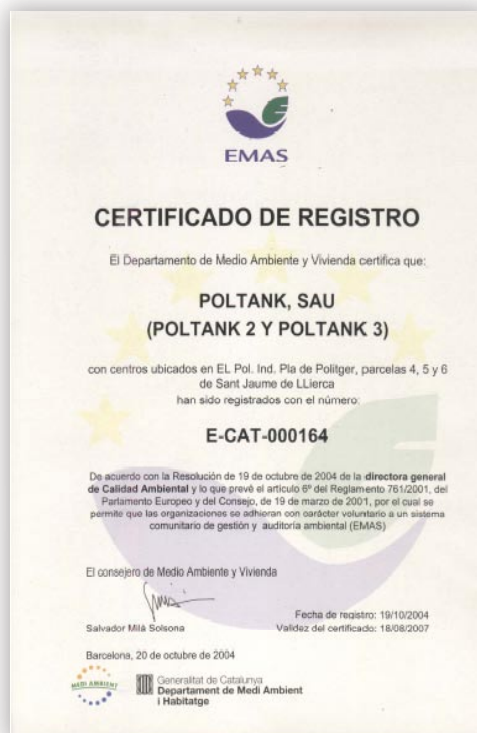 EMAS
CERTIFICADO DE REGISTRO
El Departamento de Medio Ambiente y Vivienda certifica que:
POLTANK, SAU
(POLTANK 2 Y POLTANK 3)
con centros ubicados en EL Pol. Ind. Pla de Politger, parcelas 4, 5 y 6
de Sant Jaume de LLierca
han sido registrados con el número:
E-CAT-000164
De acuerdo con la Resolución de 19 de octubre de 2004 de la directora general
de Calidad Ambiental y lo que prevé el artículo 6º del Reglamento 761/2001, del
Parlamento Europeo y del Consejo, de 19 de marzo de 2001, por el cual se
permite que las organizaciones se adhieran con carácter voluntario a un sistema
comunitario de gestión y auditoría ambiental (EMAS)
El consejero de Medio Ambiente y Vivienda
Salvador Milà Solsona
Fecha de registro: 19/10/2004
Validez del certificado: 18/08/2007
Barcelona, 20 de octubre de 2004
MEDI AMBIENT
Generalitat de Catalunya
Departament de Medi Ambient
i Habitatge